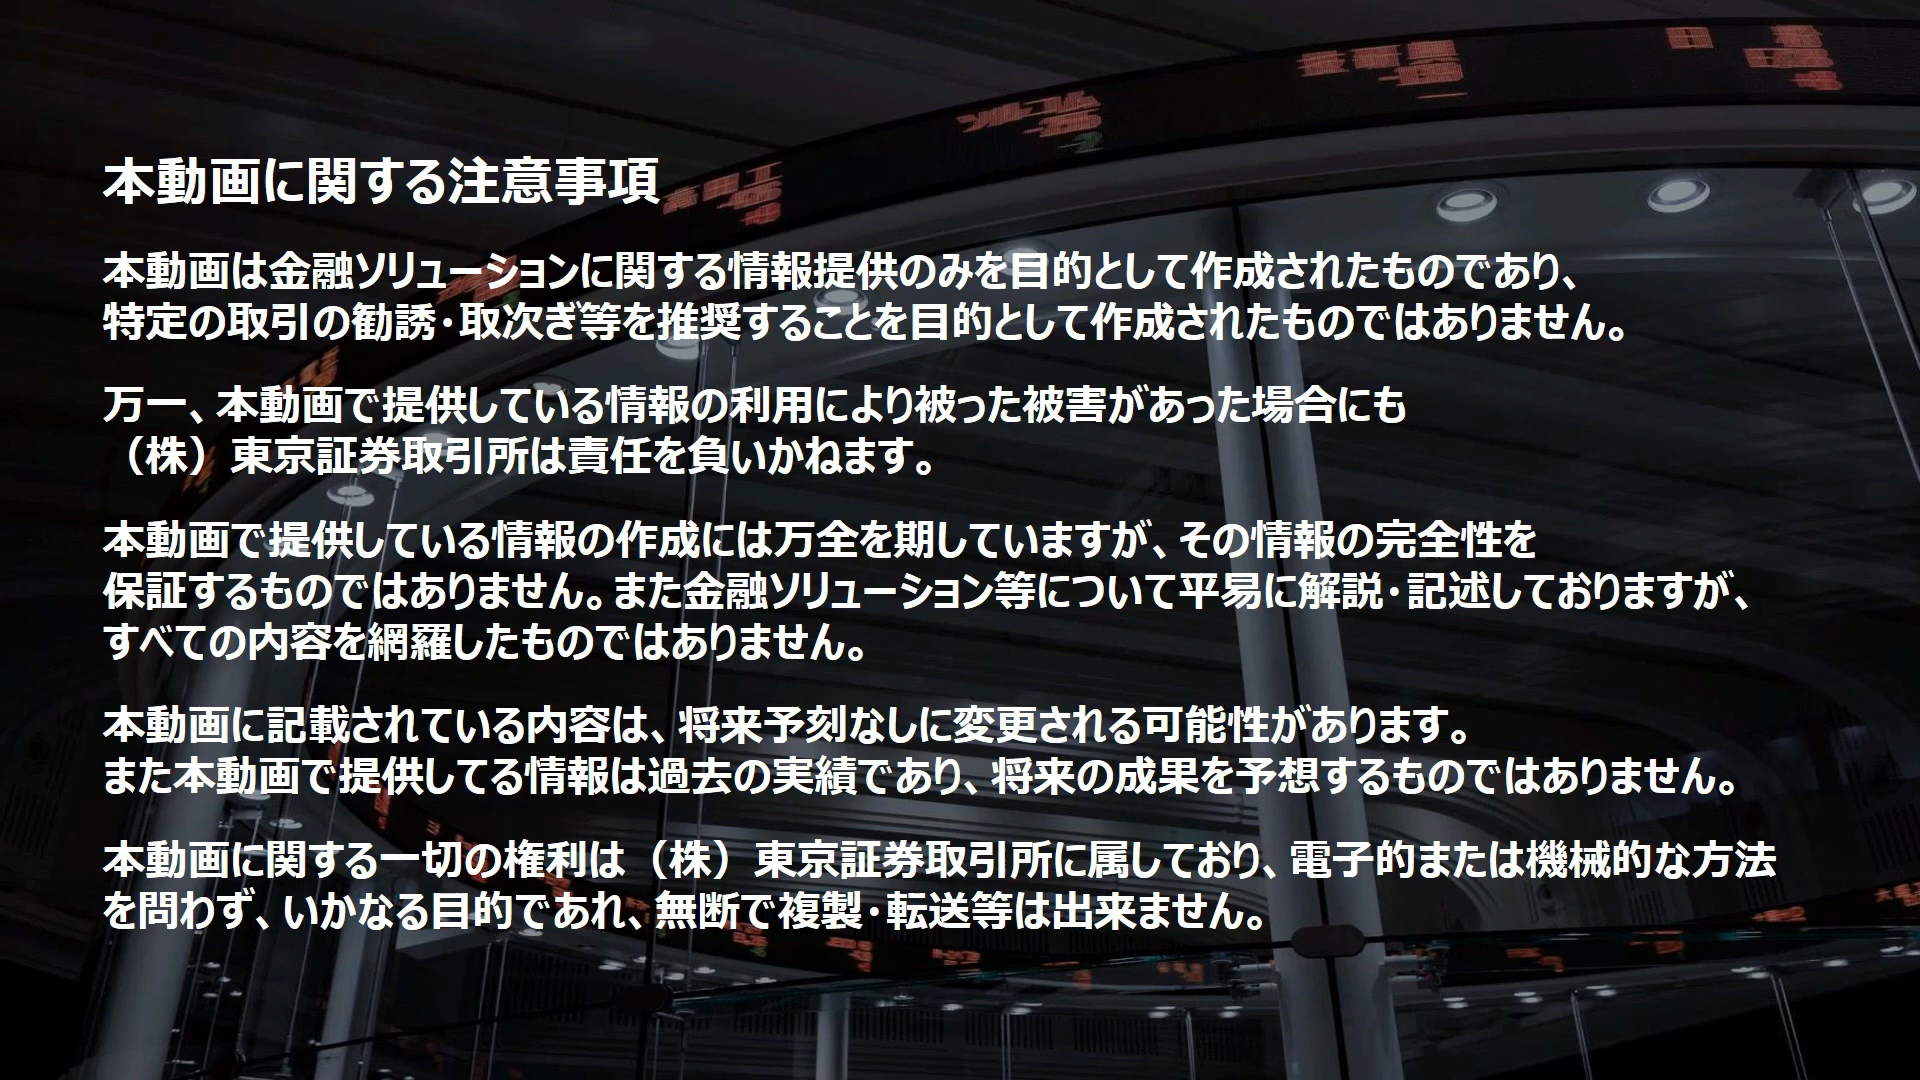 本動画に関する注意事項
本動画は金融ソリューションに関する情報提供のみを目的として作成されたものであり、
特定の取引の勧誘・取次ぎ等を推奨することを目的として作成されたものではありません。
万一、本動画で提供している情報の利用により被った被害があった場合にも
（株）東京証券取引所は責任を負いかねます。
本動画で提供している情報の作成には万全を期していますが、その情報の完全性を
保証するものではありません。また金融ソリューション等について平易に解説・記述しておりますが、
すべての内容を網羅したものではありません。
本動画に記載されている内容は、将来予刻なしに変更される可能性があります。
また本動画で提供してる情報は過去の実績であり、将来の成果を予想するものではありません。
本動画に関する一切の権利は（株）東京証券取引所に属しており、電子的または機械的な方法
を問わず、いかなる目的であれ、無断で複製・転送等は出来ません。